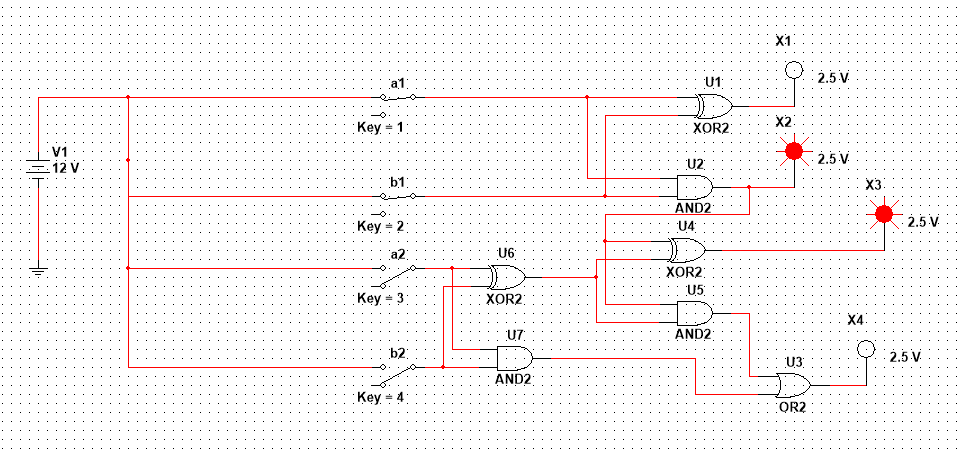 X1
2.5 V
a1
Key = 1
U1
XOR2
X2
2.5 V
V1
12 V
b1
Key = 2
U2
AND2
X3
2.5 V
U4
XOR2
a2
Key = 3
U6
XOR2
U5
AND2
X4
2.5 V
b2
Key = 4
U7
AND2
U3
OR2